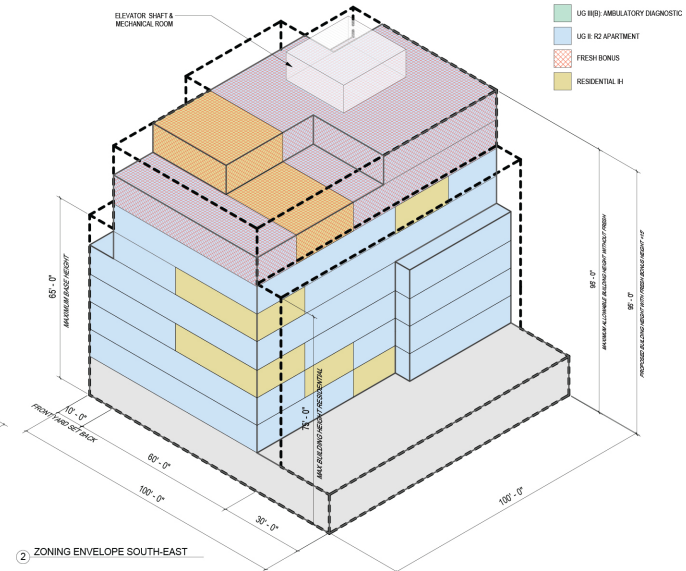 ELEVATOR SHAFT &
MECHANICAL ROOM
UG III(B): AMBULATORY DIAGNOSTIC
UG II: R2 APARTMENT
FRESH BONUS
RESIDENTIAL IH
65' - 0"
MAXIMUM BASE HEIGHT
75' - 0"
MAX BUILDING HEIGHT RESIDENTIAL
95' - 0"
MAXIMUM ALLOWABLE BUILDING HEIGHT WITHOUT FRESH
95' - 0"
PROPOSED BUILDING HEIGHT WITH FRESH BONUS HEIGHT +15'
10' - 0"
FRONT YARD SET BACK
60' - 0"
100' - 0"
30' - 0"
100' - 0"
2 ZONING ENVELOPE SOUTH-EAST